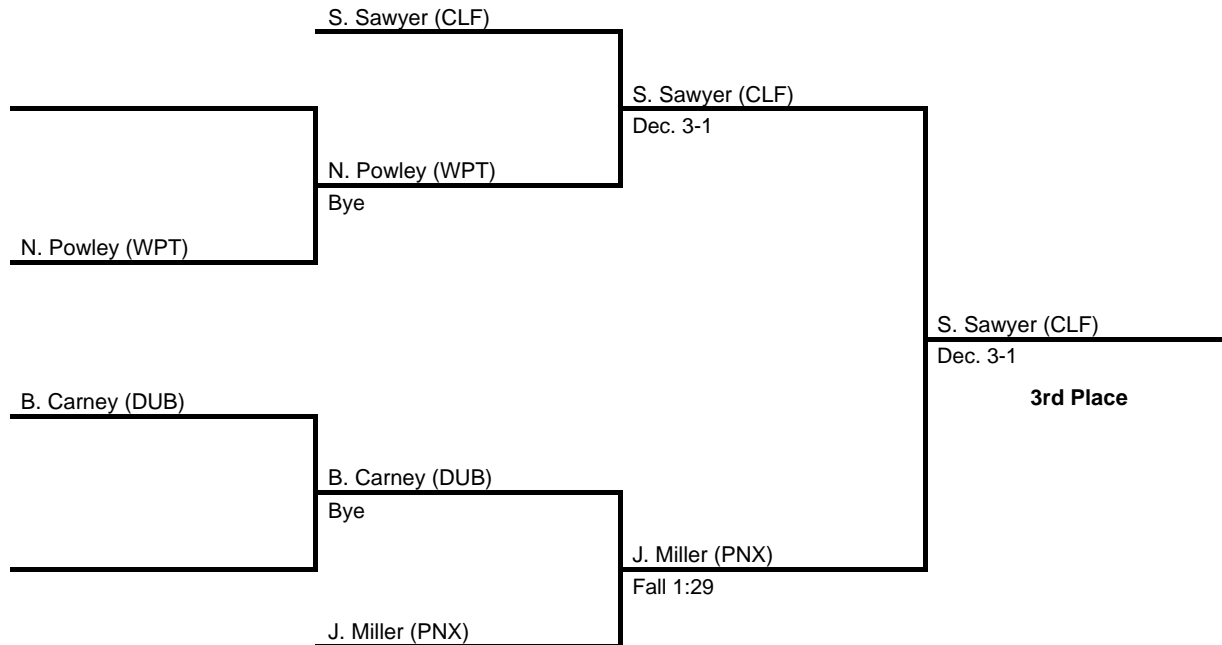 S. Sawyer (CLF)
S. Sawyer (CLF)
Dec. 3-1
N. Powley (WPT)
Bye
N. Powley (WPT)
S. Sawyer (CLF)
Dec. 3-1
3rd Place
B. Carney (DUB)
B. Carney (DUB)
Bye
J. Miller (PNX)
Fall 1:29
J. Miller (PNX)